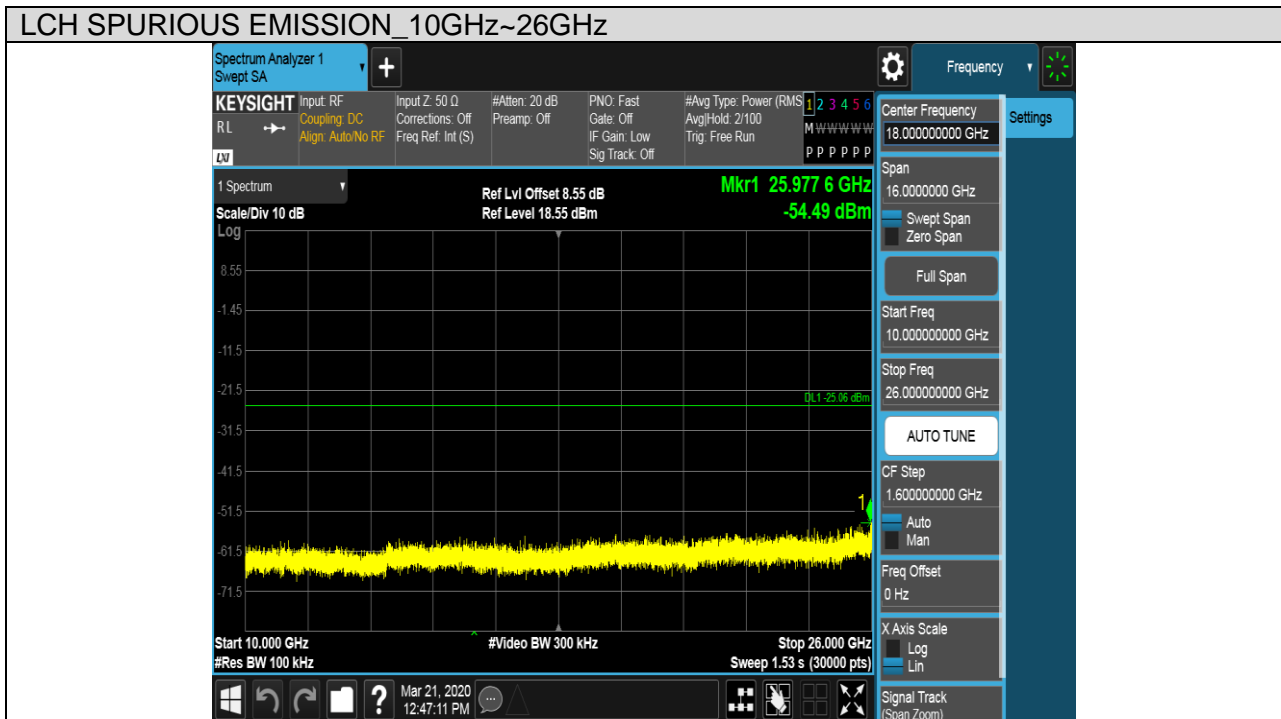 LCH SPURIOUS EMISSION_10GHz~26GHz
Spectrum Analyzer 1
Swept SA
+
Frequency
KEYSIGHT
RL
LXI
Input: RF
Coupling: DC
Align: Auto/No RF
Input Z: 50 Ω
Corrections: Off
Freq Ref: Int (S)
#Atten: 20 dB
Preamp: Off
PNO: Fast
Gate: Off
IF Gain: Low
Sig Track: Off
#Avg Type: Power (RMS
Avg|Hold: 2/100
Trig: Free Run
1 2 3 4 5 6
M W W W W W
P P P P P P
1 Spectrum
Scale/Div 10 dB
Log
Ref Lvl Offset 8.55 dB
Ref Level 18.55 dBm
Mkr1 25.977 6 GHz
-54.49 dBm
8.55
-1.45
-11.5
-21.5
DL1 -25.06 dBm
-31.5
-41.5
-51.5
1
-61.5
-71.5
Start 10.000 GHz
#Res BW 100 kHz
#Video BW 300 kHz
Stop 26.000 GHz
Sweep 1.53 s (30000 pts)
?
Mar 21, 2020
12:47:11 PM
Center Frequency
18.000000000 GHz
Span
16.0000000 GHz
Swept Span
Zero Span
Full Span
Start Freq
10.000000000 GHz
Stop Freq
26.000000000 GHz
AUTO TUNE
CF Step
1.600000000 GHz
Auto
Man
Freq Offset
0 Hz
X Axis Scale
Log
Lin
Signal Track
(Span Zoom)
Settings